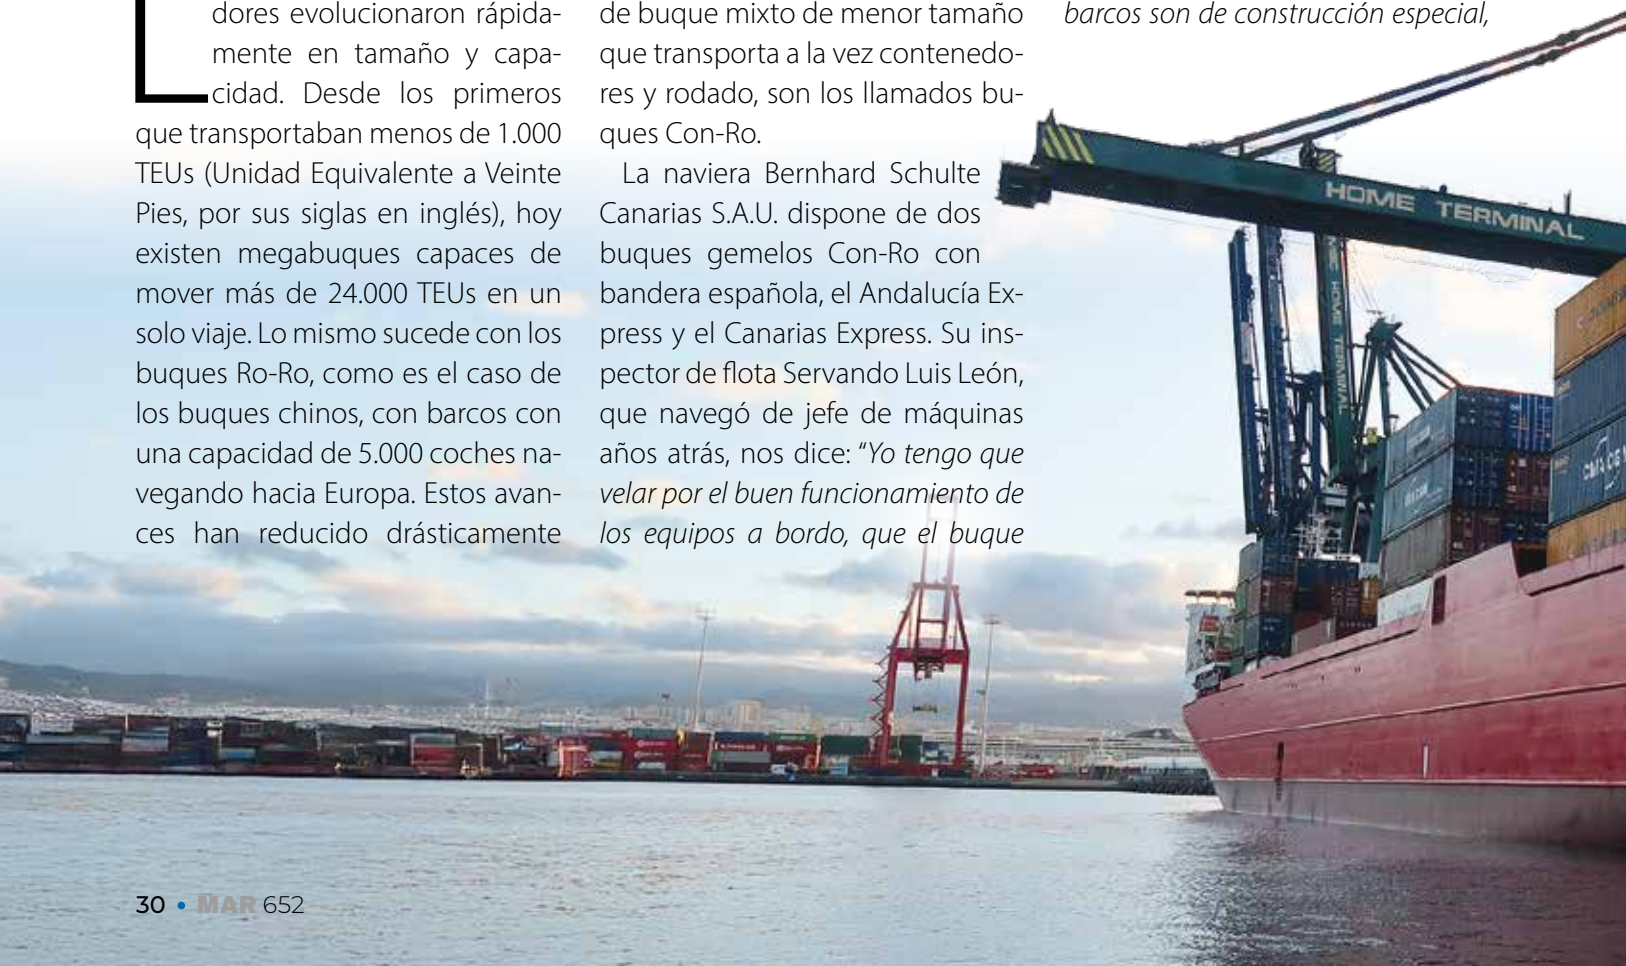 dores evolucionaron rápida-
mente en tamaño y capa-
cidad. Desde los primeros
que transportaban menos de 1.000
TEUs (Unidad Equivalente a Veinte
Pies, por sus siglas en inglés), hoy
existen megabuques capaces de
mover más de 24.000 TEUs en un
solo viaje. Lo mismo sucede con los
buques Ro-Ro, como es el caso de
los buques chinos, con barcos con
una capacidad de 5.000 coches na-
vegando hacia Europa. Estos avan-
ces han reducido drásticamente
de buque mixto de menor tamaño
que transporta a la vez contenedo-
res y rodado, son los llamados bu-
ques Con-Ro.
La naviera Bernhard Schulte
Canarias S.A.U. dispone de dos
buques gemelos Con-Ro con
bandera española, el Andalucía Ex-
press y el Canarias Express. Su ins-
pector de flota Servando Luis León,
que navegó de jefe de máquinas
años atrás, nos dice: “Yo tengo que
velar por el buen funcionamiento de
los equipos a bordo, que el buque
barcos son de construcción especial,
HOME TERMINAL
HOME TERMINAL
30 • MAR 652